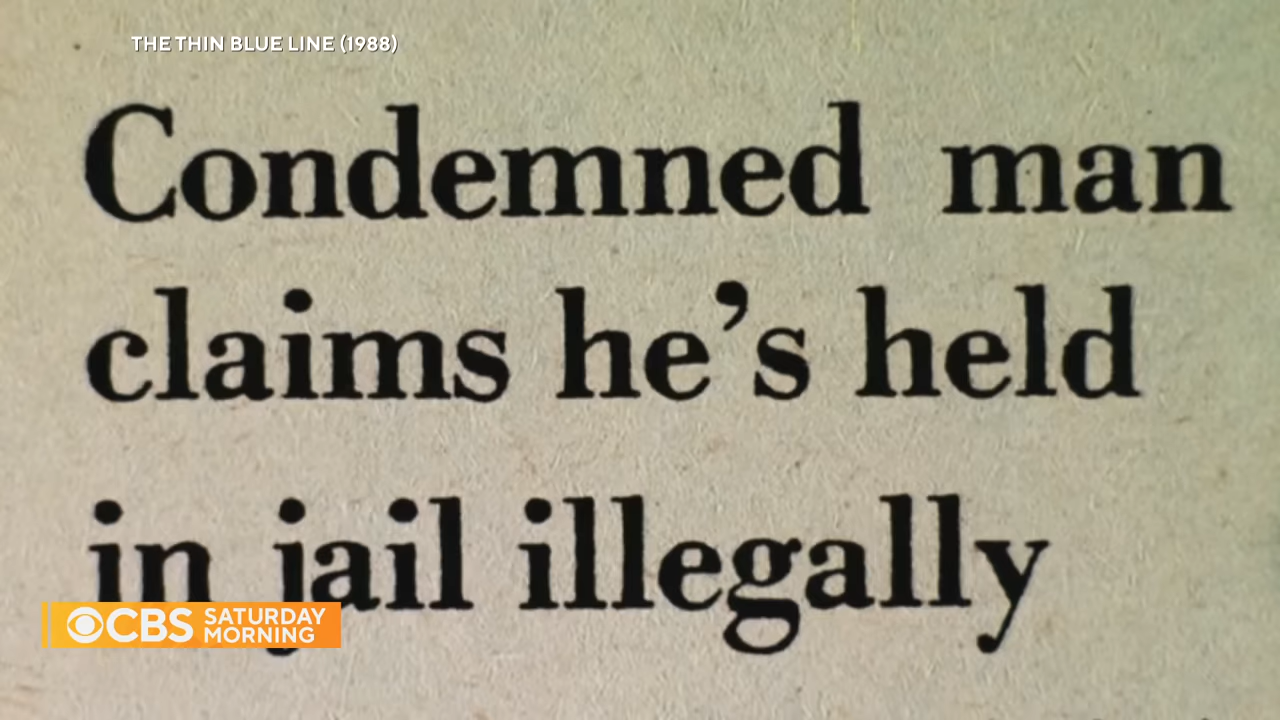 THE THIN BLUE LINE (1988)
Condemned man
claims he's held
in jail illegally
CBS SATURDAY
MORNING